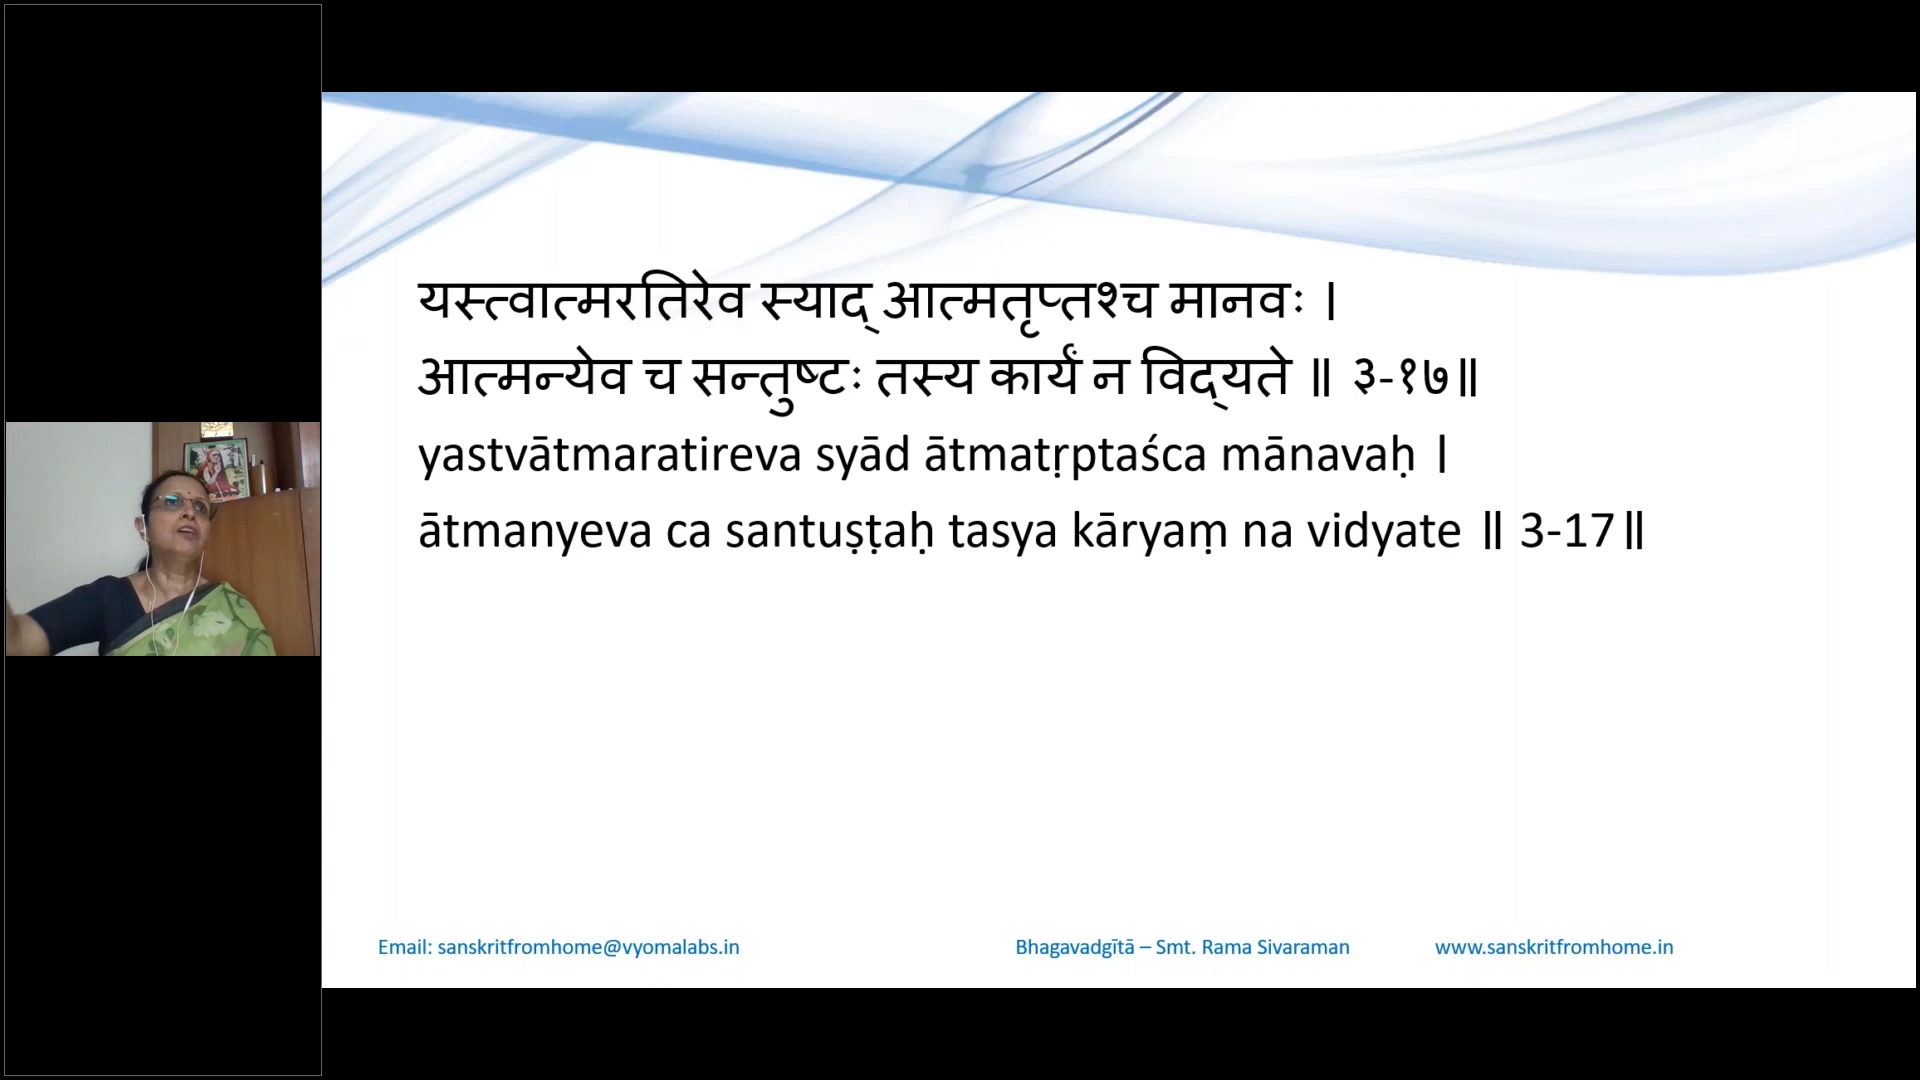 यस्त्वात्मरतिरेव स्याद् आत्मतृप्तश्च मानवः ।
आत्मन्येव च सन्तुष्टः तस्य कार्यं न विद्‌यते ॥ ३-१७॥
yastvātmaratireva syād ātmatṛptaśca mānavaḥ ।
ātmanyeva ca santuṣṭaḥ tasya kāryaṃ na vidyate ॥ 3-17॥
Email: sanskritfromhome@vyomalabs.in Bhagavadgītā – Smt. Rama Sivaraman www.sanskritfromhome.in